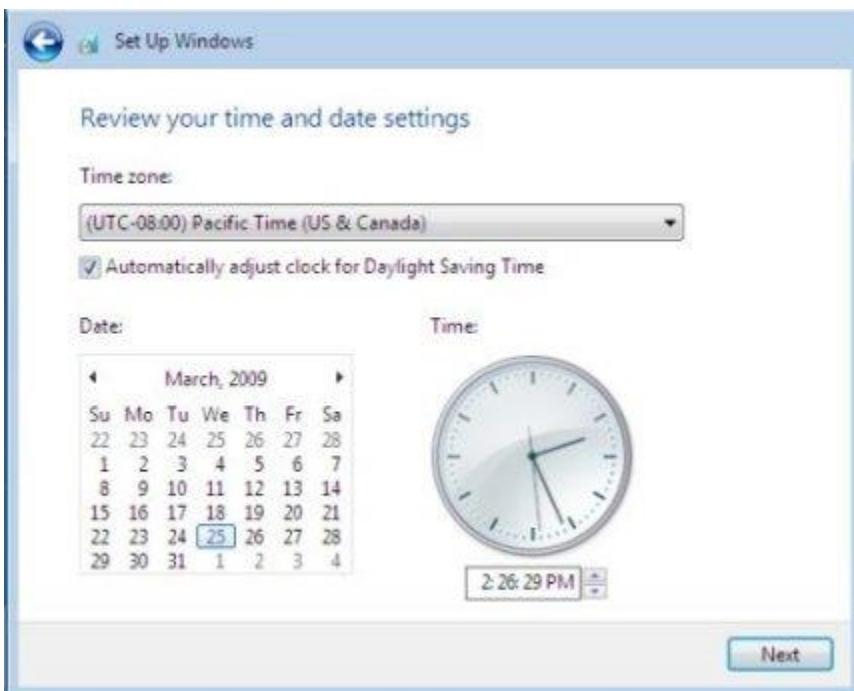 Set Up Windows
Review your time and date settings
Time zone:
(UTC-08:00) Pacific Time (US & Canada)
Automatically adjust clock for Daylight Saving Time
Date:
Time:
March, 2009
Su Mo Tu We Th Fr Sa
22 23 24 25 26 27 28
1 2 3 4 5 6 7
8 9 10 11 12 13 14
15 16 17 18 19 20 21
22 23 24 25 26 27 28
29 30 31 1 2 3 4
2:26:29 PM
Next